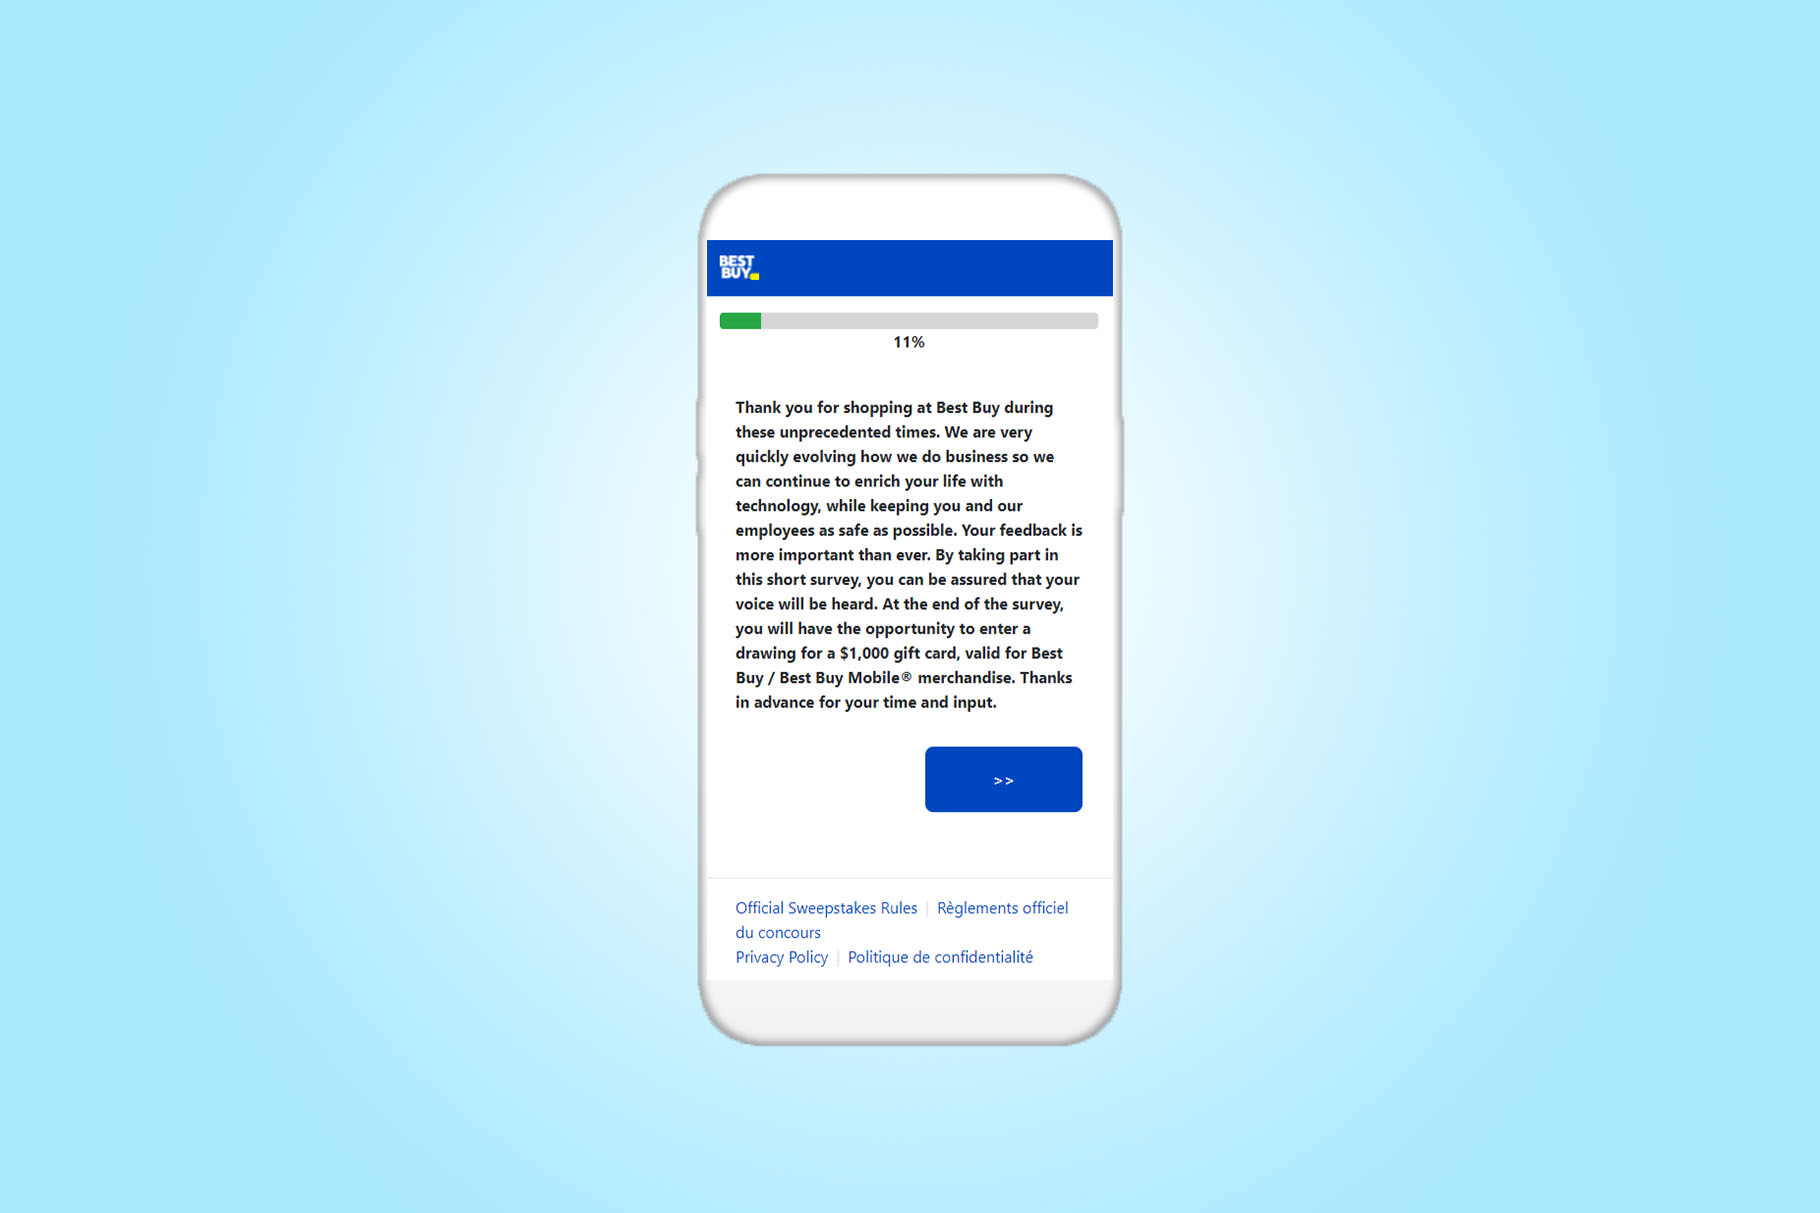 BEST
BUY
11%
Thank you for shopping at Best Buy during
these unprecedented times. We are very
quickly evolving how we do business so we
can continue to enrich your life with
technology, while keeping you and our
employees as safe as possible. Your feedback is
more important than ever. By taking part in
this short survey, you can be assured that your
voice will be heard. At the end of the survey,
you will have the opportunity to enter a
drawing for a $1,000 gift card, valid for Best
Buy / Best Buy Mobile® merchandise. Thanks
in advance for your time and input.
>>
Official Sweepstakes Rules | Règlements officiel
du concours
Privacy Policy | Politique de confidentialité